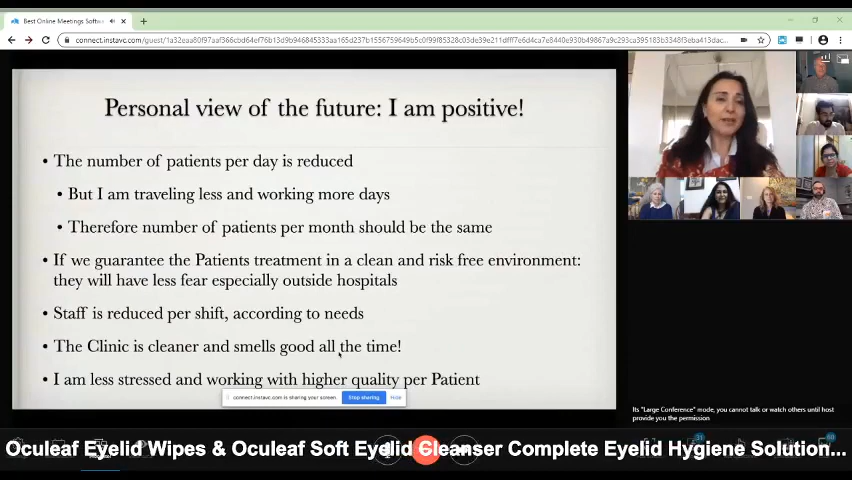 Best Online Meetings Softw
Personal view of the future: I am positive!
• The number of patients per day is reduced
• But I am traveling less and working more days
• Therefore number of patients per month should be the same
• If we guarantee the Patients treatment in a clean and risk free environment:
they will have less fear especially outside hospitals
• Staff is reduced per shift, according to needs
• The Clinic is cleaner and smells good all the time!
• I am less stressed and working with higher quality per Patient
connect.instavc.com is sharing your screen.
Stop sharing
Hide
Its "Large Conference" mode, you cannot talk or watch others until host
provide you the permission
Oculeaf Eyelid Wipes & Oculeaf Soft Eyelid Cleanser Complete Eyelid Hygiene Solution...